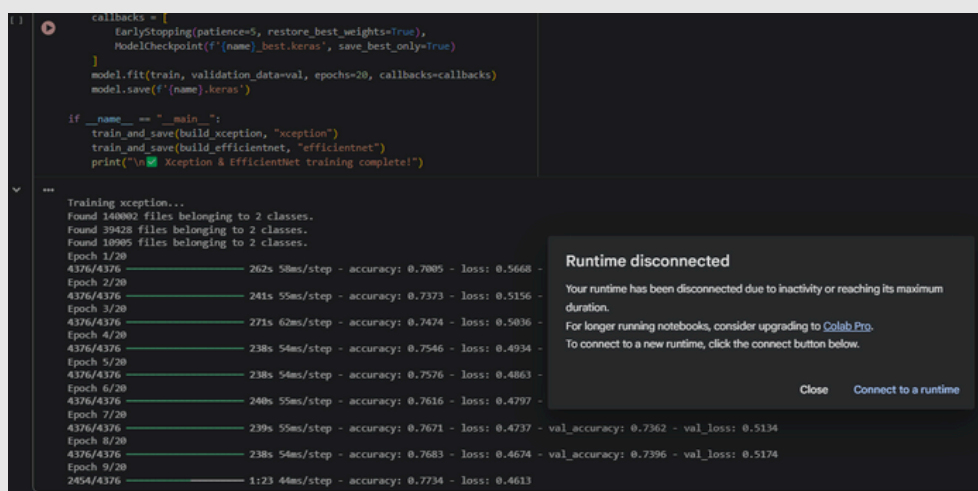 [ ]
callbacks = [
EarlyStopping(patience=5, restore_best_weights=True),
ModelCheckpoint(f'{name}_best.keras', save_best_only=True)
]
model.fit(train, validation_data=val, epochs=20, callbacks=callbacks)
model.save(f'{name}.keras')
if __name__ == "__main__":
train_and_save(build_xception, "xception")
train_and_save(build_efficientnet, "efficientnet")
print("\n✅ Xception & EfficientNet training complete!")
...
Training xception...
Found 140002 files belonging to 2 classes.
Found 39428 files belonging to 2 classes.
Found 10905 files belonging to 2 classes.
Epoch 1/20
4376/4376 ━━━━━━━━━━ 262s 58ms/step - accuracy: 0.7005 - loss: 0.5668 -
Epoch 2/20
4376/4376 ━━━━━━━━━━ 241s 55ms/step - accuracy: 0.7373 - loss: 0.5156 -
Epoch 3/20
4376/4376 ━━━━━━━━━━ 271s 62ms/step - accuracy: 0.7474 - loss: 0.5036 -
Epoch 4/20
4376/4376 ━━━━━━━━━━ 238s 54ms/step - accuracy: 0.7546 - loss: 0.4934 -
Epoch 5/20
4376/4376 ━━━━━━━━━━ 238s 54ms/step - accuracy: 0.7576 - loss: 0.4863 -
Epoch 6/20
4376/4376 ━━━━━━━━━━ 240s 55ms/step - accuracy: 0.7616 - loss: 0.4797 -
Epoch 7/20
4376/4376 ━━━━━━━━━━ 239s 55ms/step - accuracy: 0.7671 - loss: 0.4737 - val_accuracy: 0.7362 - val_loss: 0.5134
Epoch 8/20
4376/4376 ━━━━━━━━━━ 238s 54ms/step - accuracy: 0.7683 - loss: 0.4674 - val_accuracy: 0.7396 - val_loss: 0.5174
Epoch 9/20
2454/4376 ━━━━━━━━━━ 1:23 44ms/step - accuracy: 0.7734 - loss: 0.4613
Runtime disconnected
Your runtime has been disconnected due to inactivity or reaching its maximum
duration.
For longer running notebooks, consider upgrading to Colab Pro.
To connect to a new runtime, click the connect button below.
Close Connect to a runtime